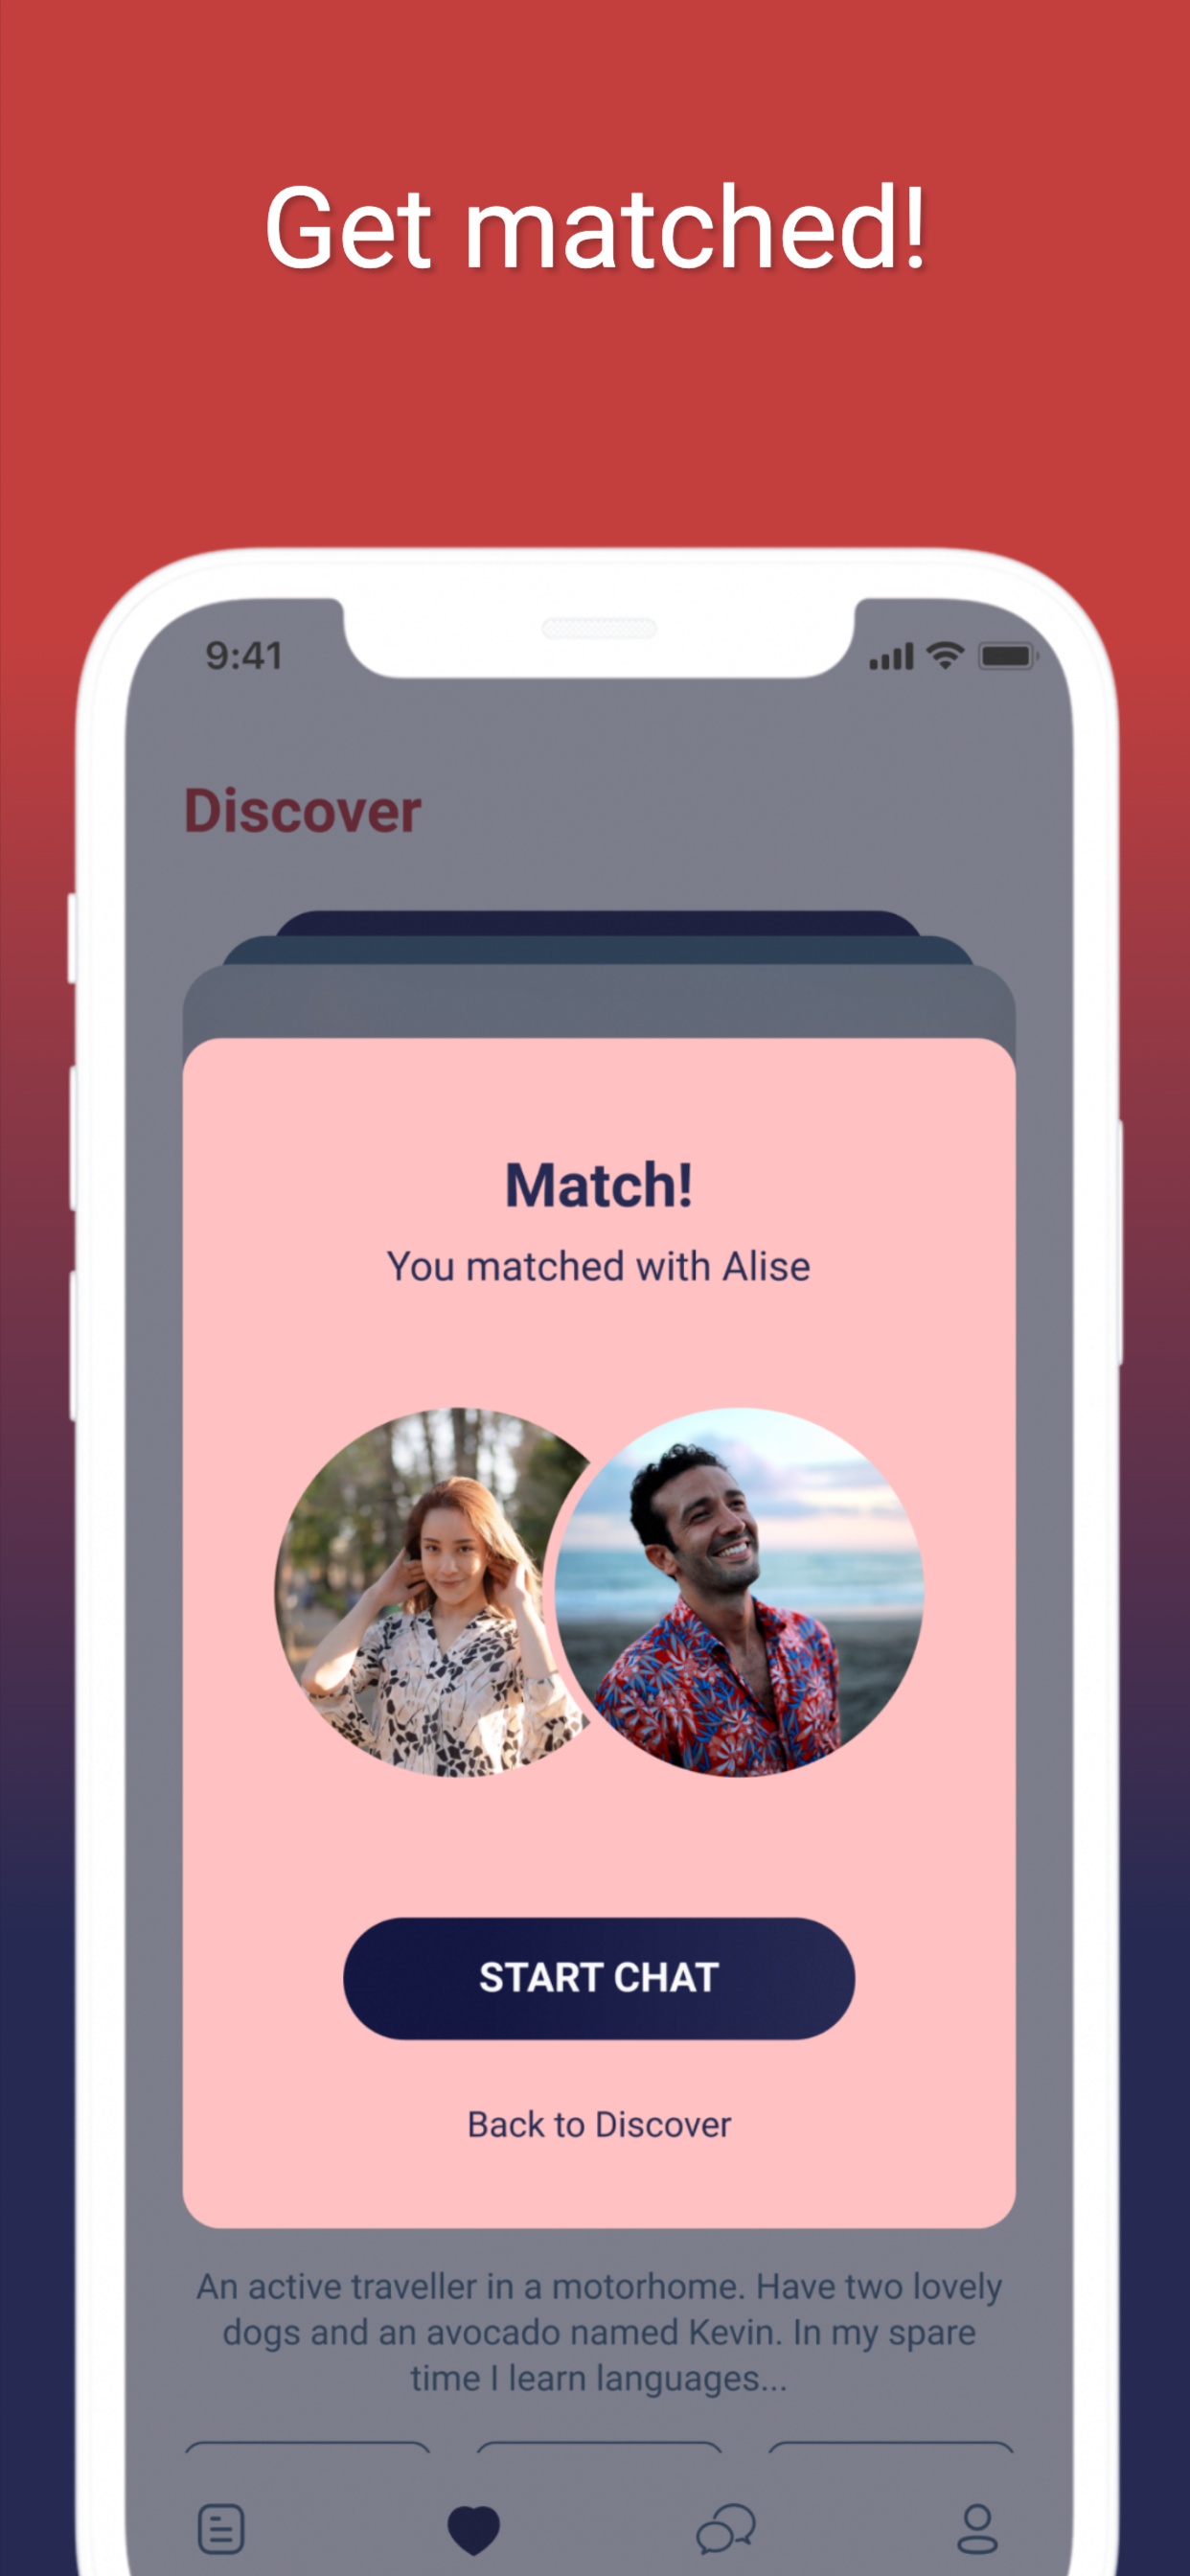 Get matched!
9:41
Discover
Match!
You matched with Alise
START CHAT
Back to Discover
An active traveller in a motorhome. Have two lovely
dogs and an avocado named Kevin. In my spare
time I learn languages...